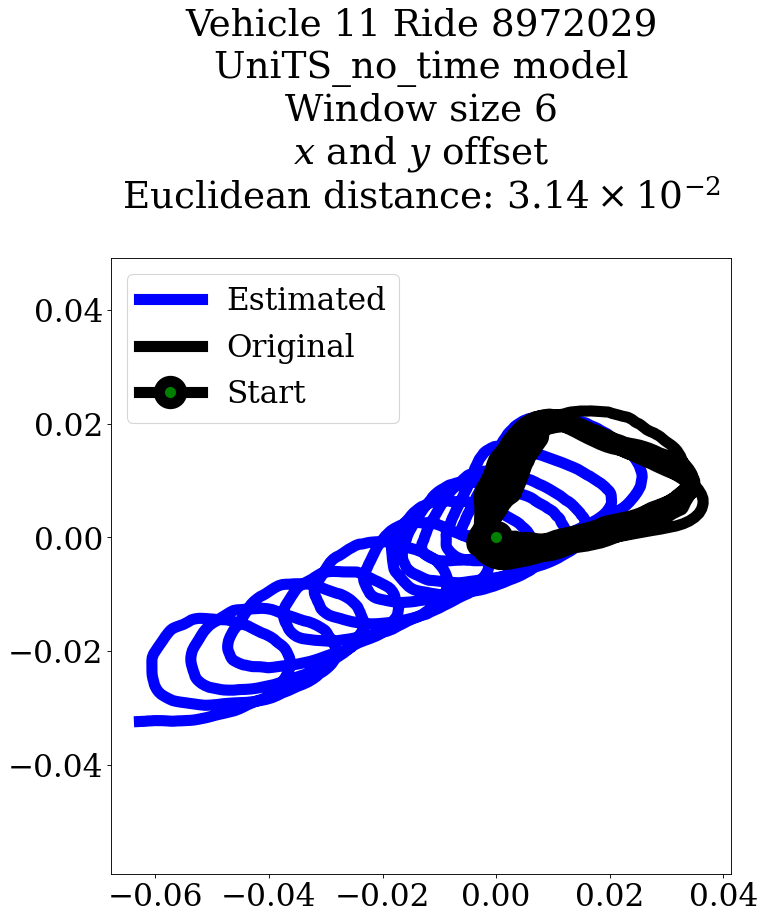 Vehicle 11 Ride 8972029
UniTS_no_time model
Window size 6
x and y offset
Euclidean distance: 3.14 × 10⁻²
Estimated
Original
Start
0.04
0.02
0.00
−0.02
−0.04
−0.06 −0.04 −0.02 0.00 0.02 0.04